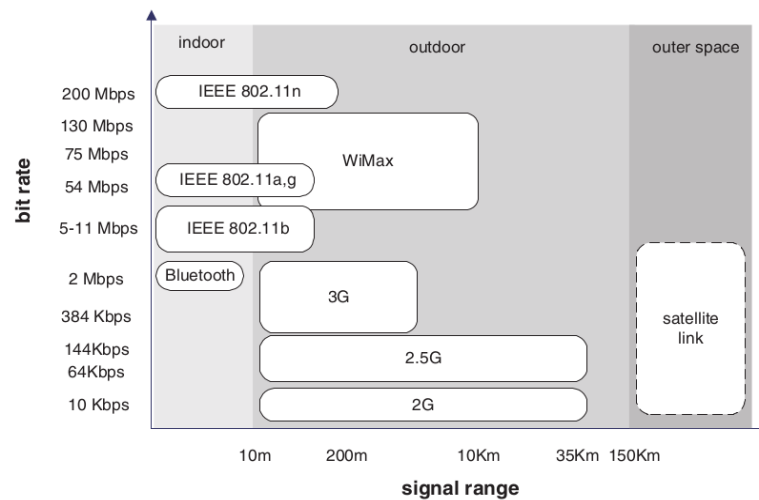 indoor
outdoor
outer space
200 Mbps
IEEE 802.11n
130 Mbps
75 Mbps
WiMax
54 Mbps
IEEE 802.11a,g
5-11 Mbps
IEEE 802.11b
2 Mbps
Bluetooth
3G
384 Kbps
satellite
link
144Kbps
64Kbps
2.5G
10 Kbps
2G
bit rate
10m
200m
10Km
35Km
150Km
signal range